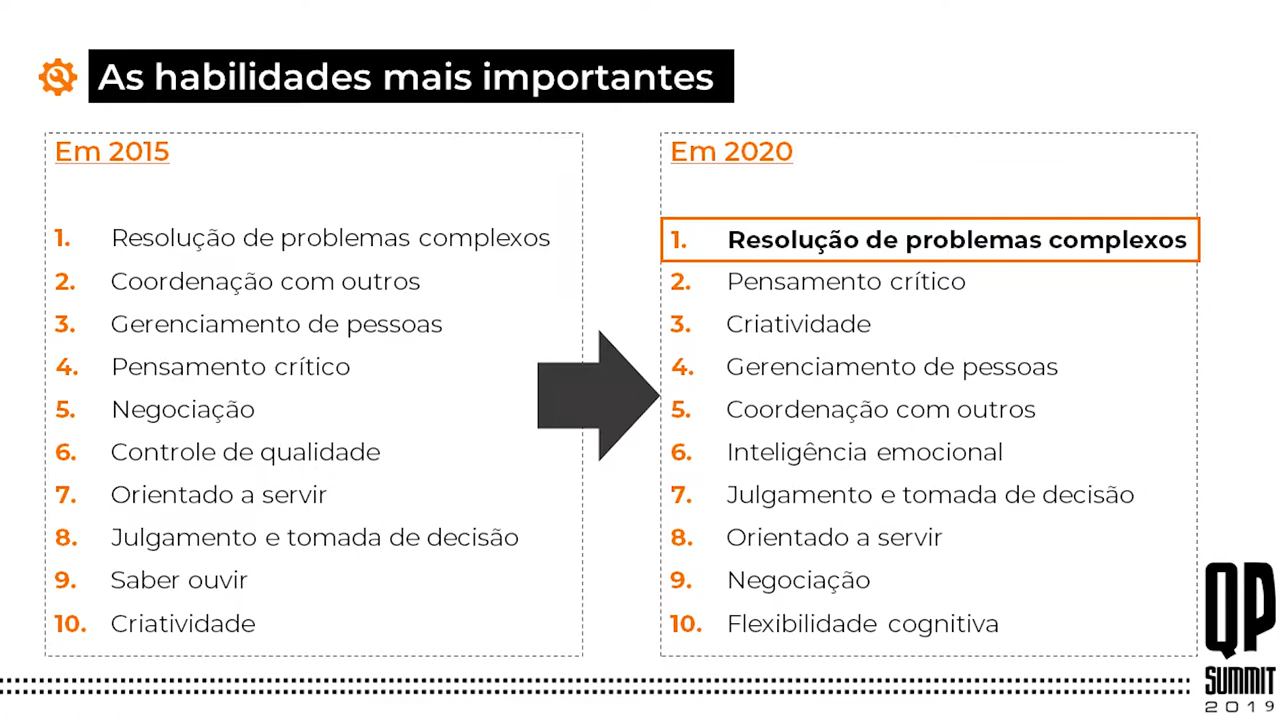 As habilidades mais importantes
Em 2015
1. Resolução de problemas complexos
2. Coordenação com outros
3. Gerenciamento de pessoas
4. Pensamento crítico
5. Negociação
6. Controle de qualidade
7. Orientado a servir
8. Julgamento e tomada de decisão
9. Saber ouvir
10. Criatividade
Em 2020
1. Resolução de problemas complexos
2. Pensamento crítico
3. Criatividade
4. Gerenciamento de pessoas
5. Coordenação com outros
6. Inteligência emocional
7. Julgamento e tomada de decisão
8. Orientado a servir
9. Negociação
10. Flexibilidade cognitiva
QP
SUMMIT
2019